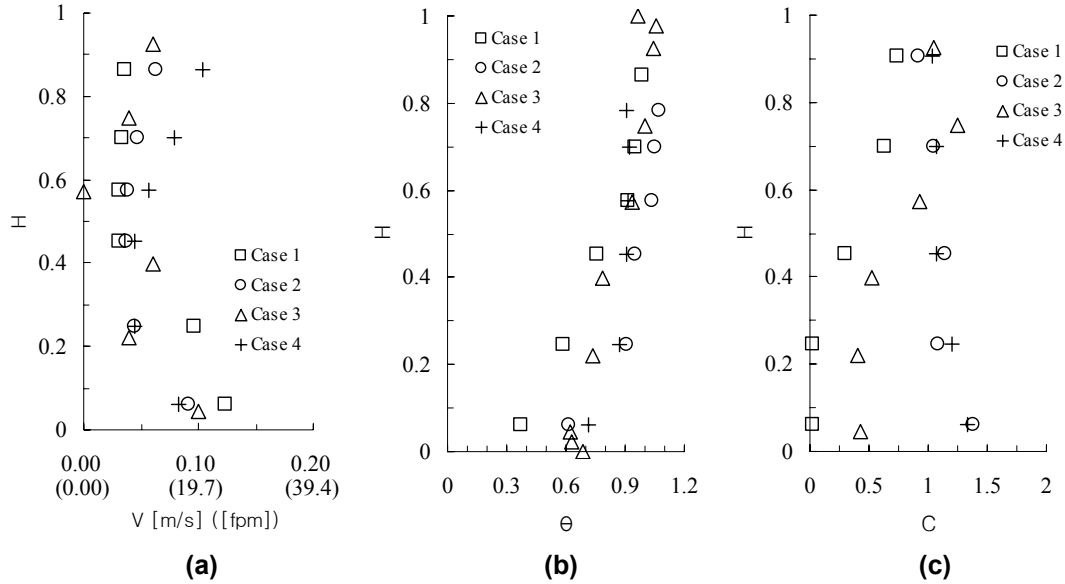 1
0.8
0.6
H
0.4
0.2
0
Case 1
Case 2
Case 3
Case 4
0.00 0.10 0.20
(0.00) (19.7) (39.4)
V [m/s] ([fpm])
(a)
1
0.8
0.6
H
0.4
0.2
0
Case 1
Case 2
Case 3
Case 4
0 0.3 0.6 0.9 1.2
Θ
(b)
1
0.8
0.6
H
0.4
0.2
0
Case 1
Case 2
Case 3
Case 4
0 0.5 1 1.5 2
C
(c)